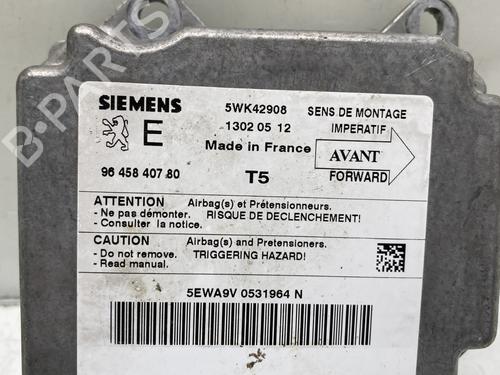 SIEMENS 5WK42908 SENS DE MONTAGE
E 1302 05 12 IMPERATIF
Made in France AVANT
96 458 407 80 T5 FORWARD
ATTENTION Airbag(s) et Prétensionneurs.
- Ne pas démonter. RISQUE DE DECLENCHEMENT!
- Consulter la notice.
CAUTION Airbag(s) and Pretensioners.
- Do not remove. TRIGGERING HAZARD!
- Read manual.
5EWA9V 0531964 N
B-PARTS